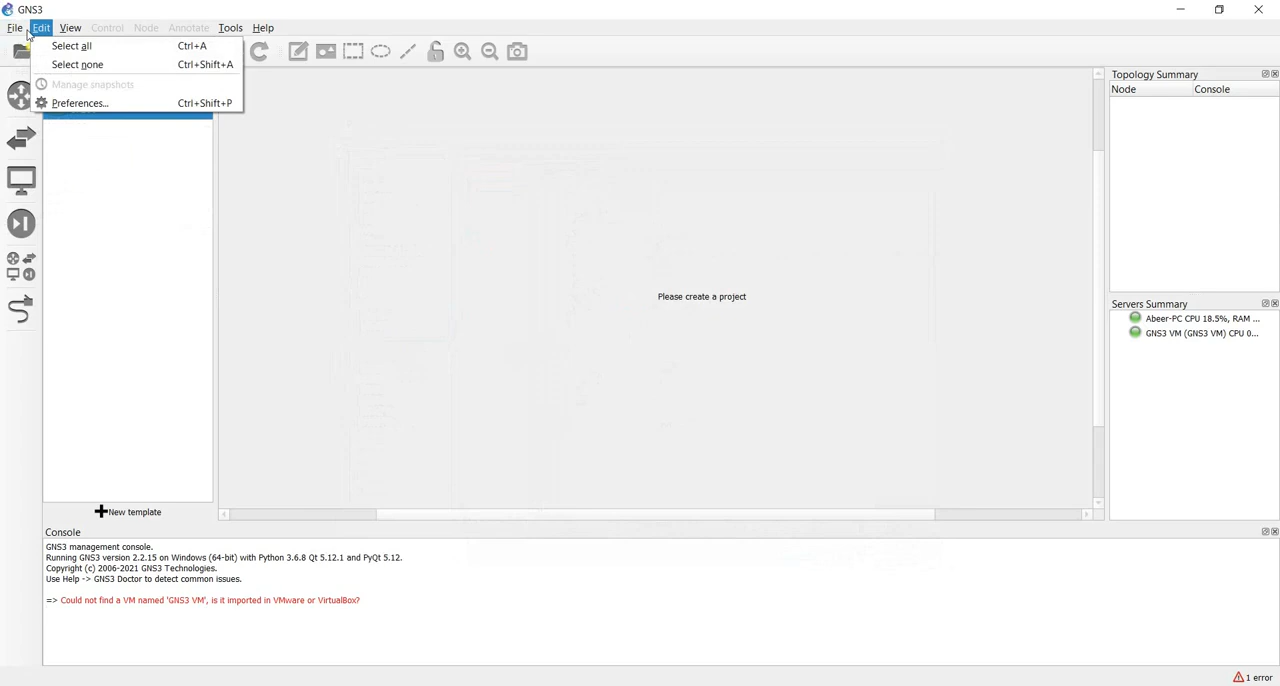 GNS3
File Edit View Control Node Annotate Tools Help
Select all Ctrl+A
Select none Ctrl+Shift+A
Manage snapshots
Preferences... Ctrl+Shift+P
Please create a project
New template
Topology Summary
Node Console
Servers Summary
Abeer-PC CPU 18.5%, RAM ...
GNS3 VM (GNS3 VM) CPU 0...
Console
GNS3 management console.
Running GNS3 version 2.2.15 on Windows (64-bit) with Python 3.6.8 Qt 5.12.1 and PyQt 5.12.
Copyright (c) 2006-2021 GNS3 Technologies.
Use Help -> GNS3 Doctor to detect common issues.
=> Could not find a VM named 'GNS3 VM', is it imported in VMware or VirtualBox?
1 error